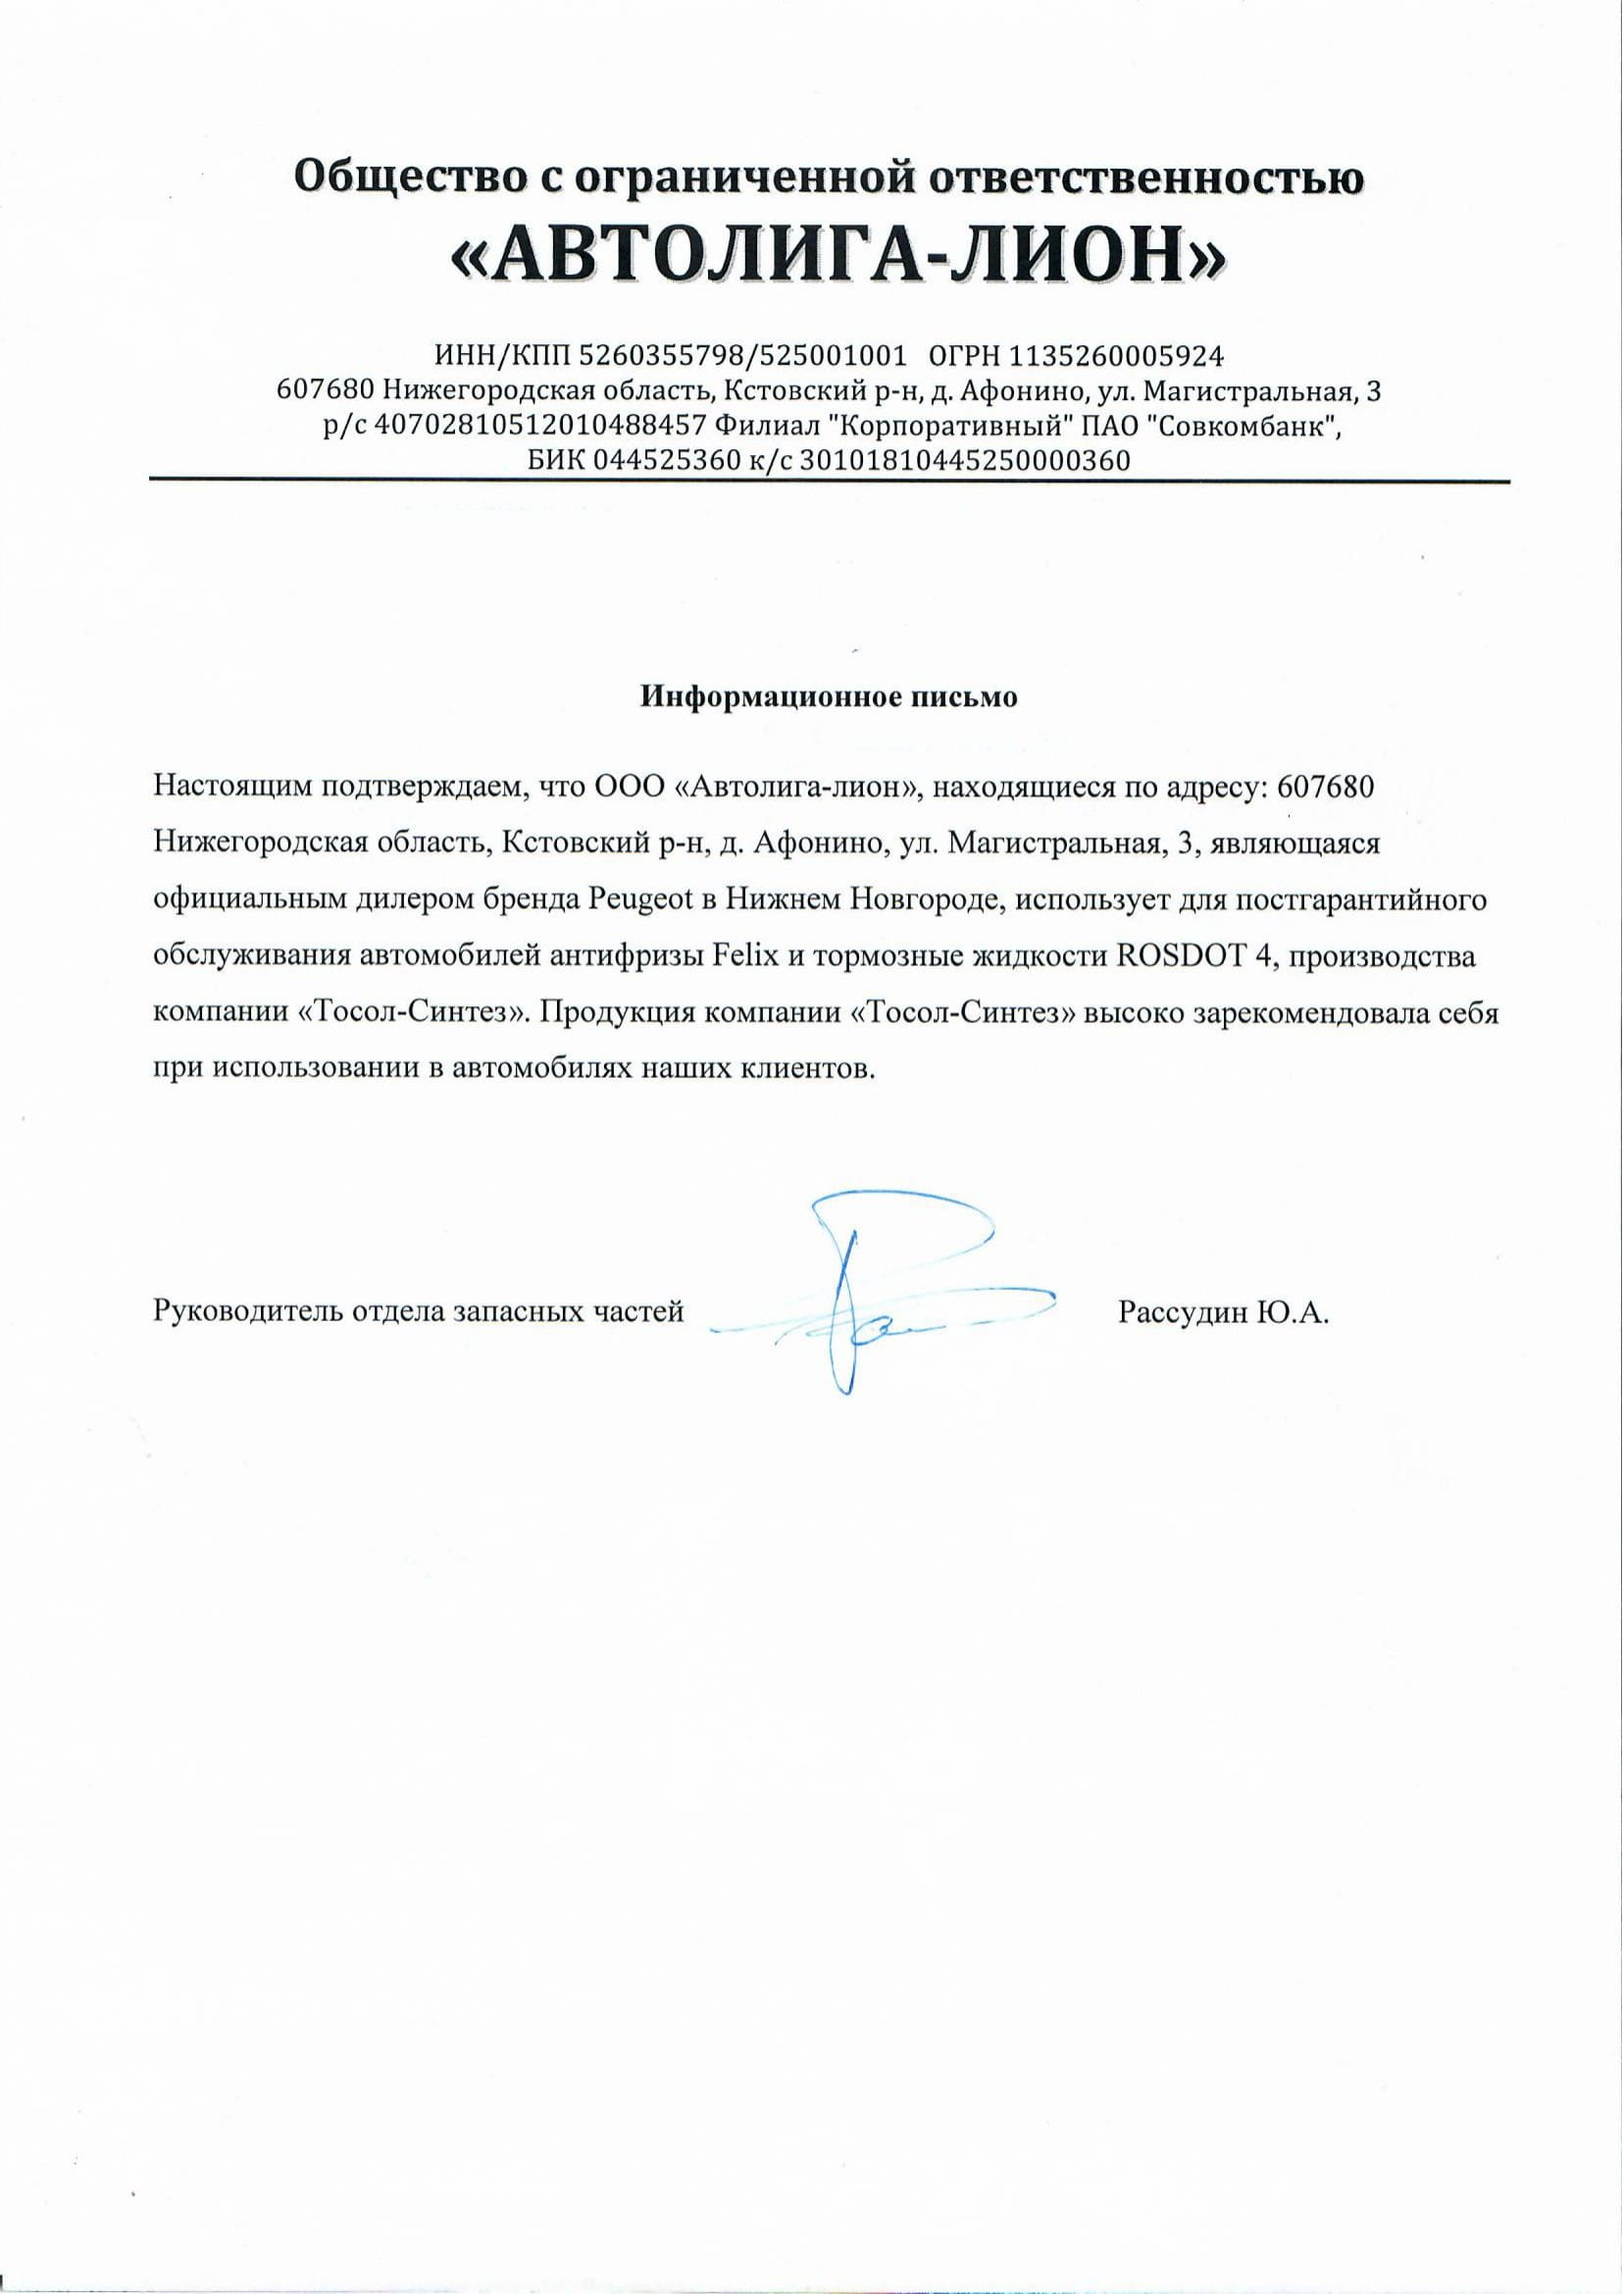 Общество с ограниченной ответственностью
«АВТОЛИГА-ЛИОН»
ИНН/КПП 5260355798/525001001 ОГРН 1135260005924
607680 Нижегородская область, Кстовский р-н, д. Афонино, ул. Магистральная, 3
р/с 40702810512010488457 Филиал "Корпоративный" ПАО "Совкомбанк",
БИК 044525360 к/с 30101810445250000360
Информационное письмо
Настоящим подтверждаем, что ООО «Автолига-лион», находящиеся по адресу: 607680
Нижегородская область, Кстовский р-н, д. Афонино, ул. Магистральная, 3, являющаяся
официальным дилером бренда Peugeot в Нижнем Новгороде, использует для постгарантийного
обслуживания автомобилей антифризы Felix и тормозные жидкости ROSDOT 4, производства
компании «Тосол-Синтез». Продукция компании «Тосол-Синтез» высоко зарекомендовала себя
при использовании в автомобилях наших клиентов.
Руководитель отдела запасных частей Рассудин Ю.А.